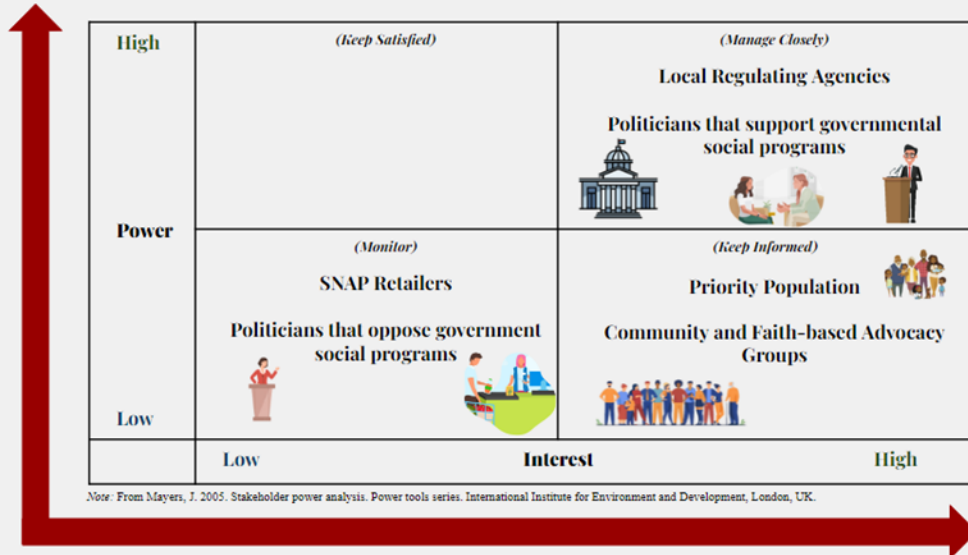 High
(Keep Satisfied)
(Manage Closely)
Local Regulating Agencies
Politicians that support governmental
social programs
Power
(Monitor)
SNAP Retailers
Politicians that oppose government
social programs
(Keep Informed)
Priority Population
Community and Faith-based Advocacy
Groups
Low
Low
Interest
High
Note: From Mayers, J. 2005. Stakeholder power analysis. Power tools series. International Institute for Environment and Development, London, UK.